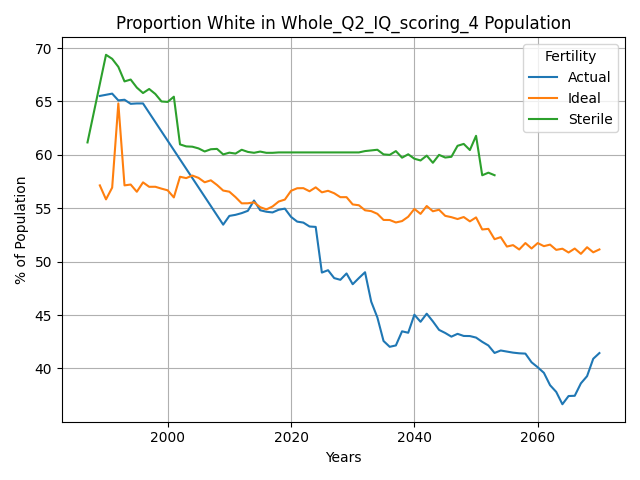 Proportion White in Whole_Q2_IQ_scoring_4 Population
70
65
60
55
50
45
40
% of Population
2000
2020
2040
2060
Years
Fertility
Actual
Ideal
Sterile